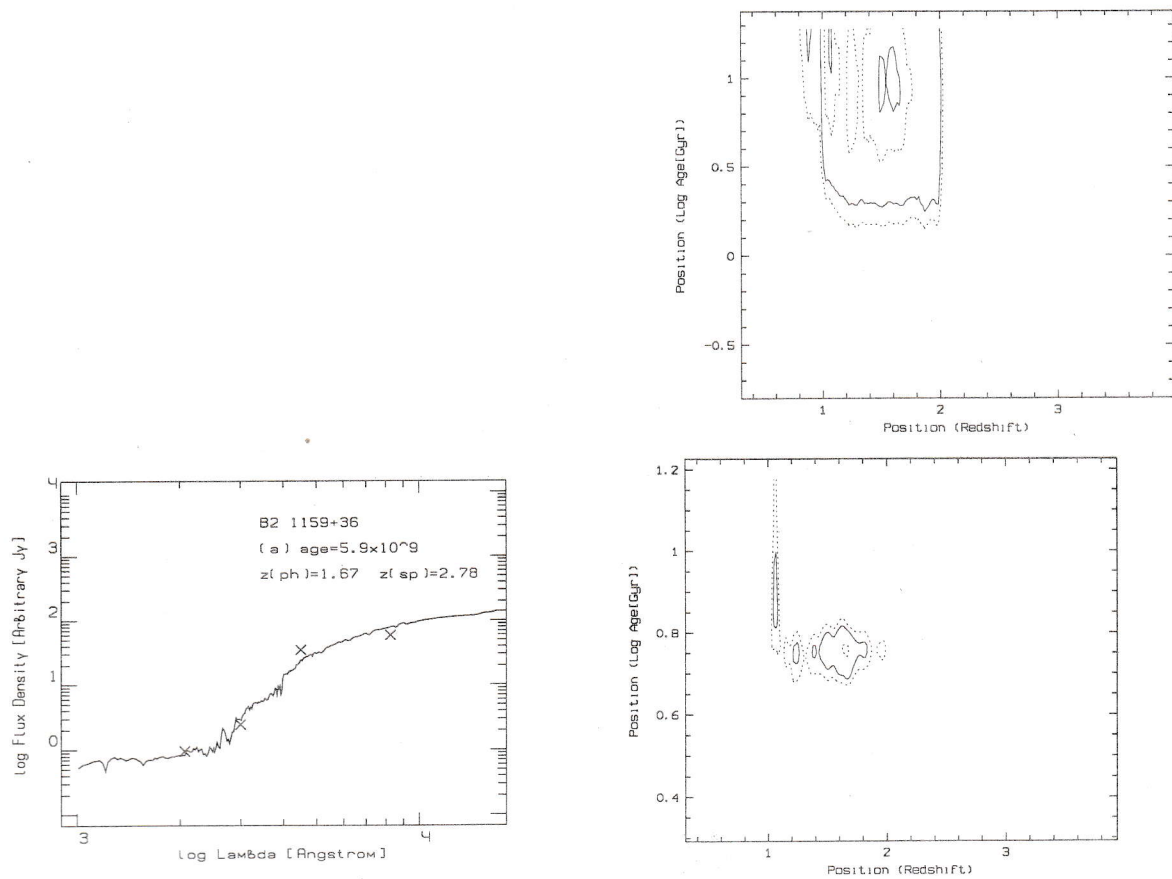 1
0.5
0
-0.5
Position (Log Age[Gyr])
1 2 3
Position (Redshift)
4
3
2
1
0
log Flux Density [Arbitrary Jy]
B2 1159+36
(a) age=5.9x10^9
z(ph)=1.67 z(sp)=2.78
3 4
log Lambda [Angstrom]
1.2
1
0.8
0.6
0.4
Position (Log Age[Gyr])
1 2 3
Position (Redshift)